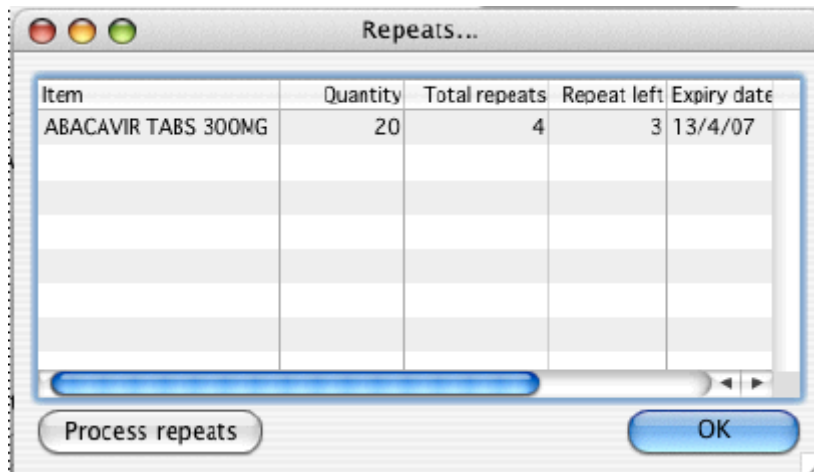 Repeats...
Item Quantity Total repeats Repeat left Expiry date
ABACAVIR TABS 300MG 20 4 3 13/4/07
Process repeats OK